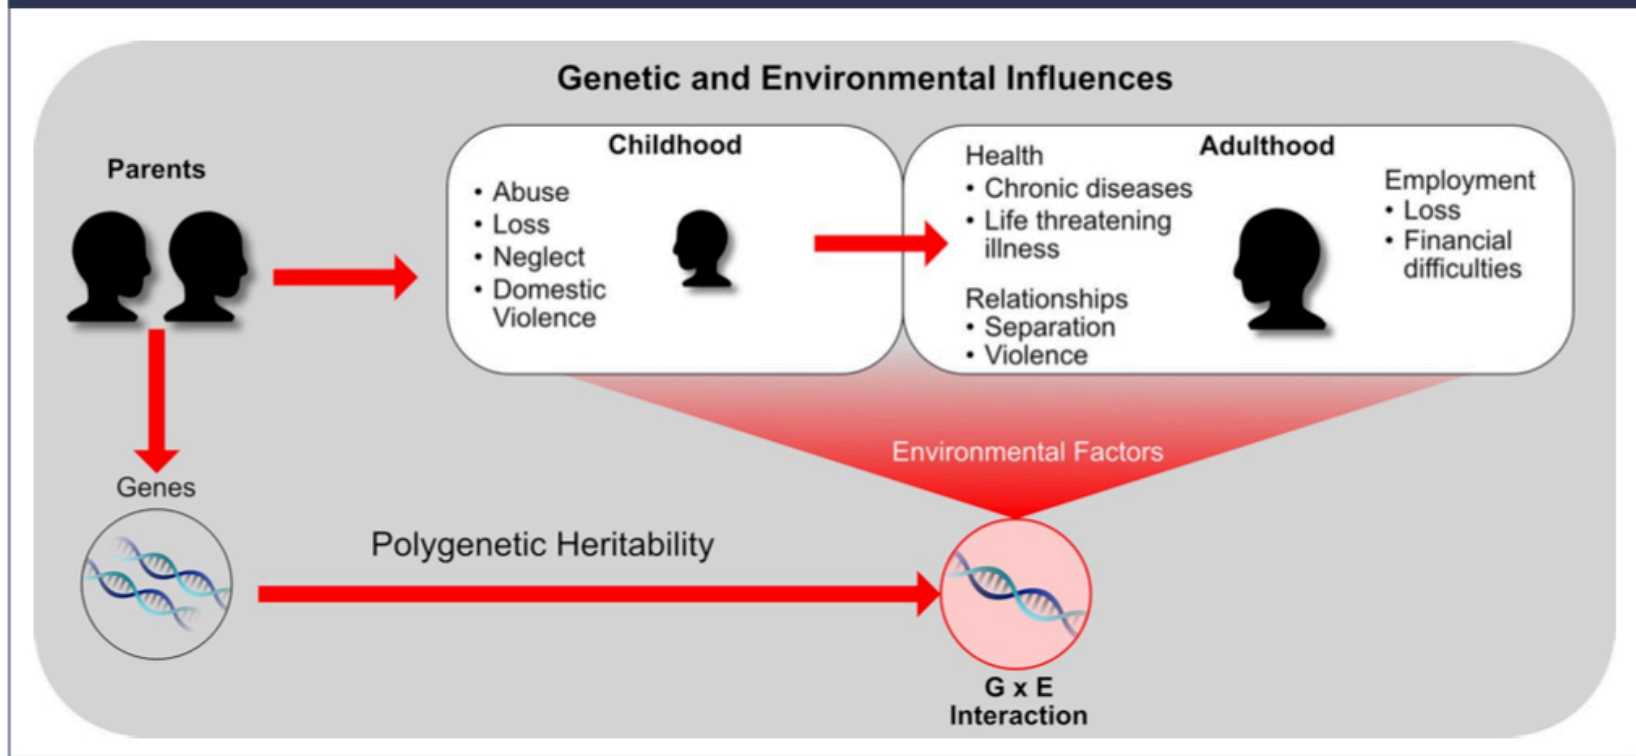 Genetic and Environmental Influences
Parents
Childhood
• Abuse
• Loss
• Neglect
• Domestic
Violence
Adulthood
Health
• Chronic diseases
• Life threatening
illness
Relationships
• Separation
• Violence
Employment
• Loss
• Financial
difficulties
Environmental Factors
Genes
Polygenetic Heritability
G x E
Interaction